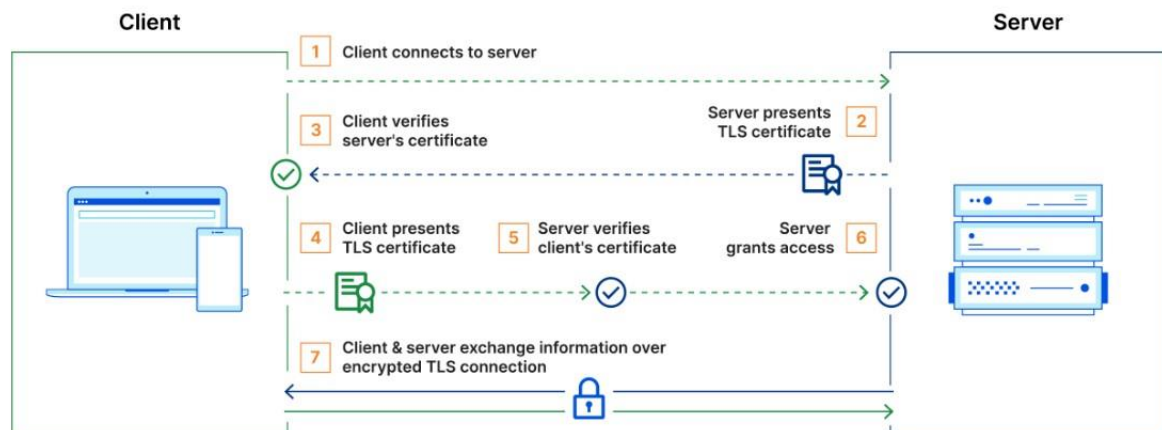 Client
Server
1
Client connects to server
Server presents
TLS certificate
2
3
Client verifies
server's certificate
4
Client presents
TLS certificate
5
Server verifies
client's certificate
Server
grants access
6
7
Client & server exchange information over
encrypted TLS connection